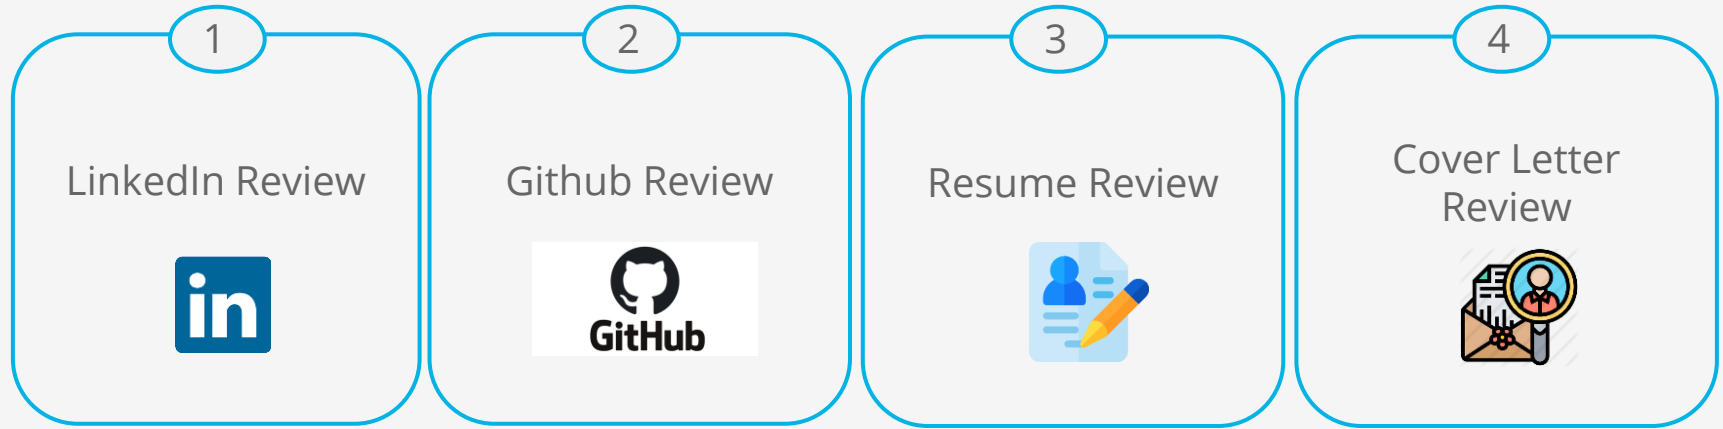 1
LinkedIn Review
in
2
Github Review
GitHub
3
Resume Review
4
Cover Letter
Review